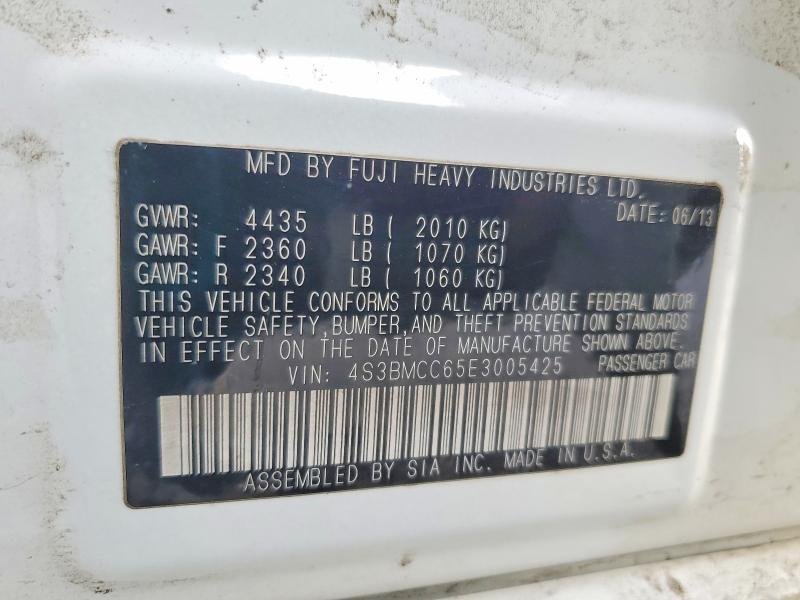 MFD BY FUJI HEAVY INDUSTRIES LTD.
DATE: 06/13
GVWR: 4435 LB ( 2010 KG)
GAWR: F 2360 LB ( 1070 KG)
GAWR: R 2340 LB ( 1060 KG)
THIS VEHICLE CONFORMS TO ALL APPLICABLE FEDERAL MOTOR
VEHICLE SAFETY, BUMPER, AND THEFT PREVENTION STANDARDS
IN EFFECT ON THE DATE OF MANUFACTURE SHOWN ABOVE.
VIN: 4S3BMCC65E3005425 PASSENGER CAR
ASSEMBLED BY SIA INC. MADE IN U.S.A.